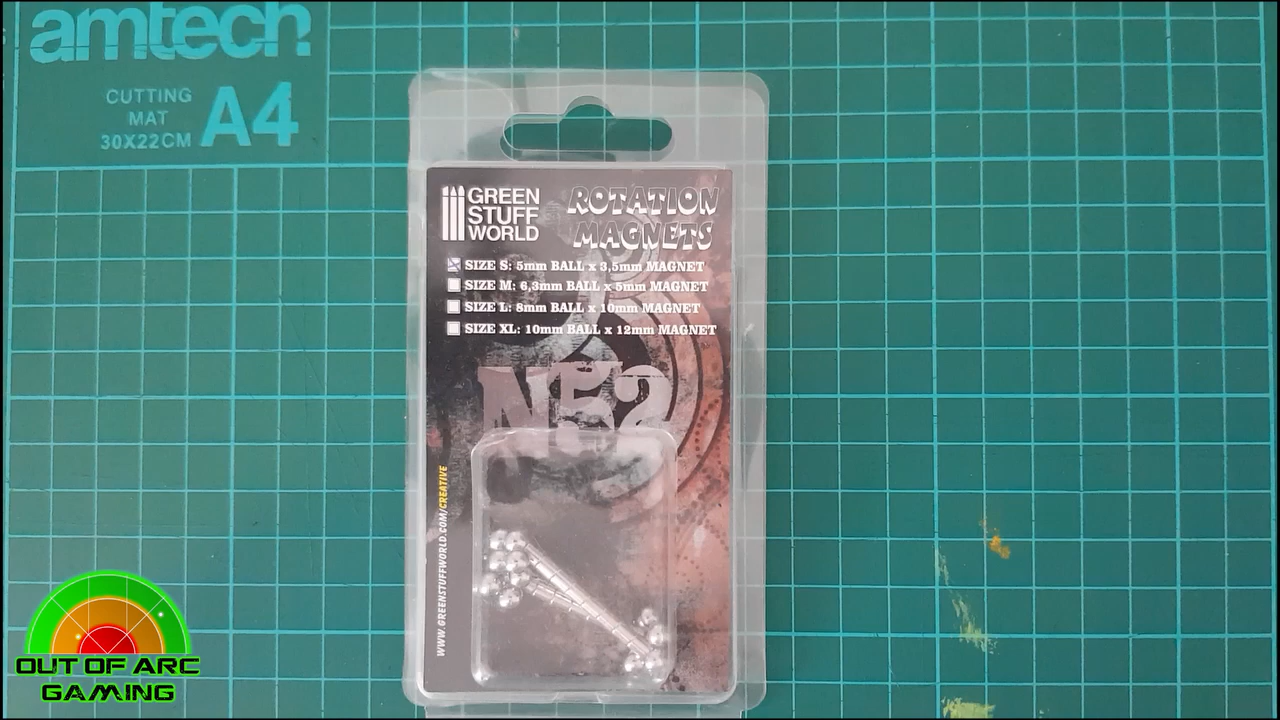 amtech
CUTTING
MAT
30X22CM
A4
GREEN
STUFF
WORLD
ROTATION
MAGNETS
SIZE S: 5mm BALL x 3,5mm MAGNET
SIZE M: 6,3mm BALL x 5mm MAGNET
SIZE L: 8mm BALL x 10mm MAGNET
SIZE XL: 10mm BALL x 12mm MAGNET
N52
WWW.GREENSTUFFWORLD.COM/CREATIVE
OUT OF ARC
GAMING